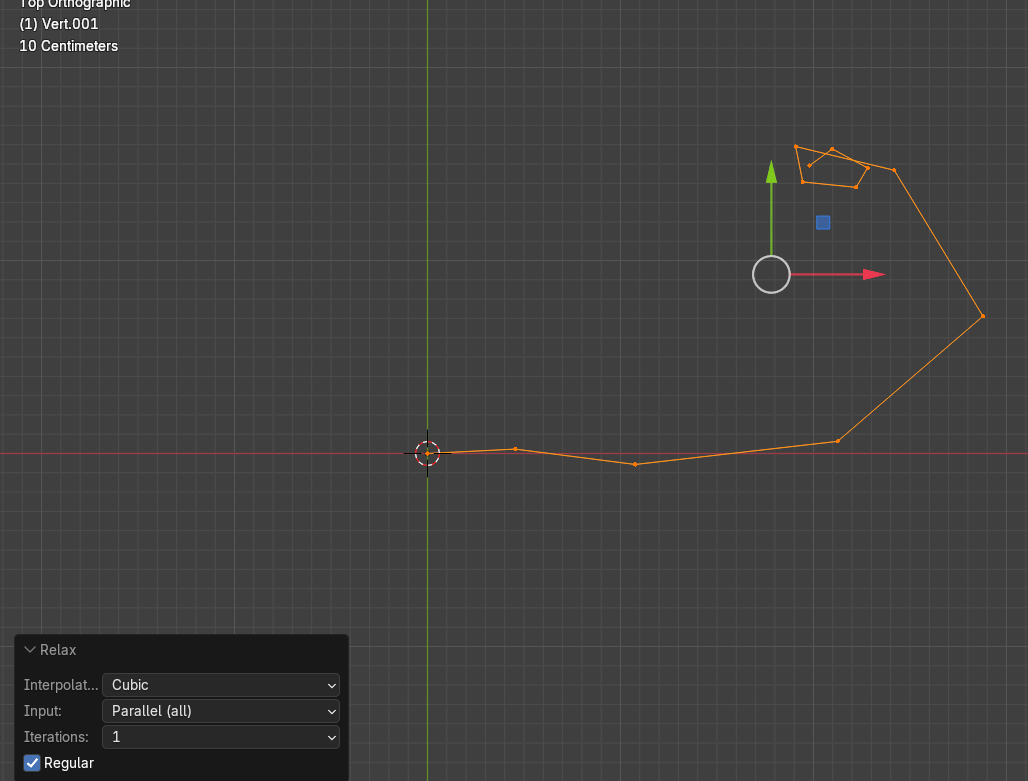 Top Orthographic
(1) Vert.001
10 Centimeters
Relax
Interpolat... Cubic
Input: Parallel (all)
Iterations: 1
Regular